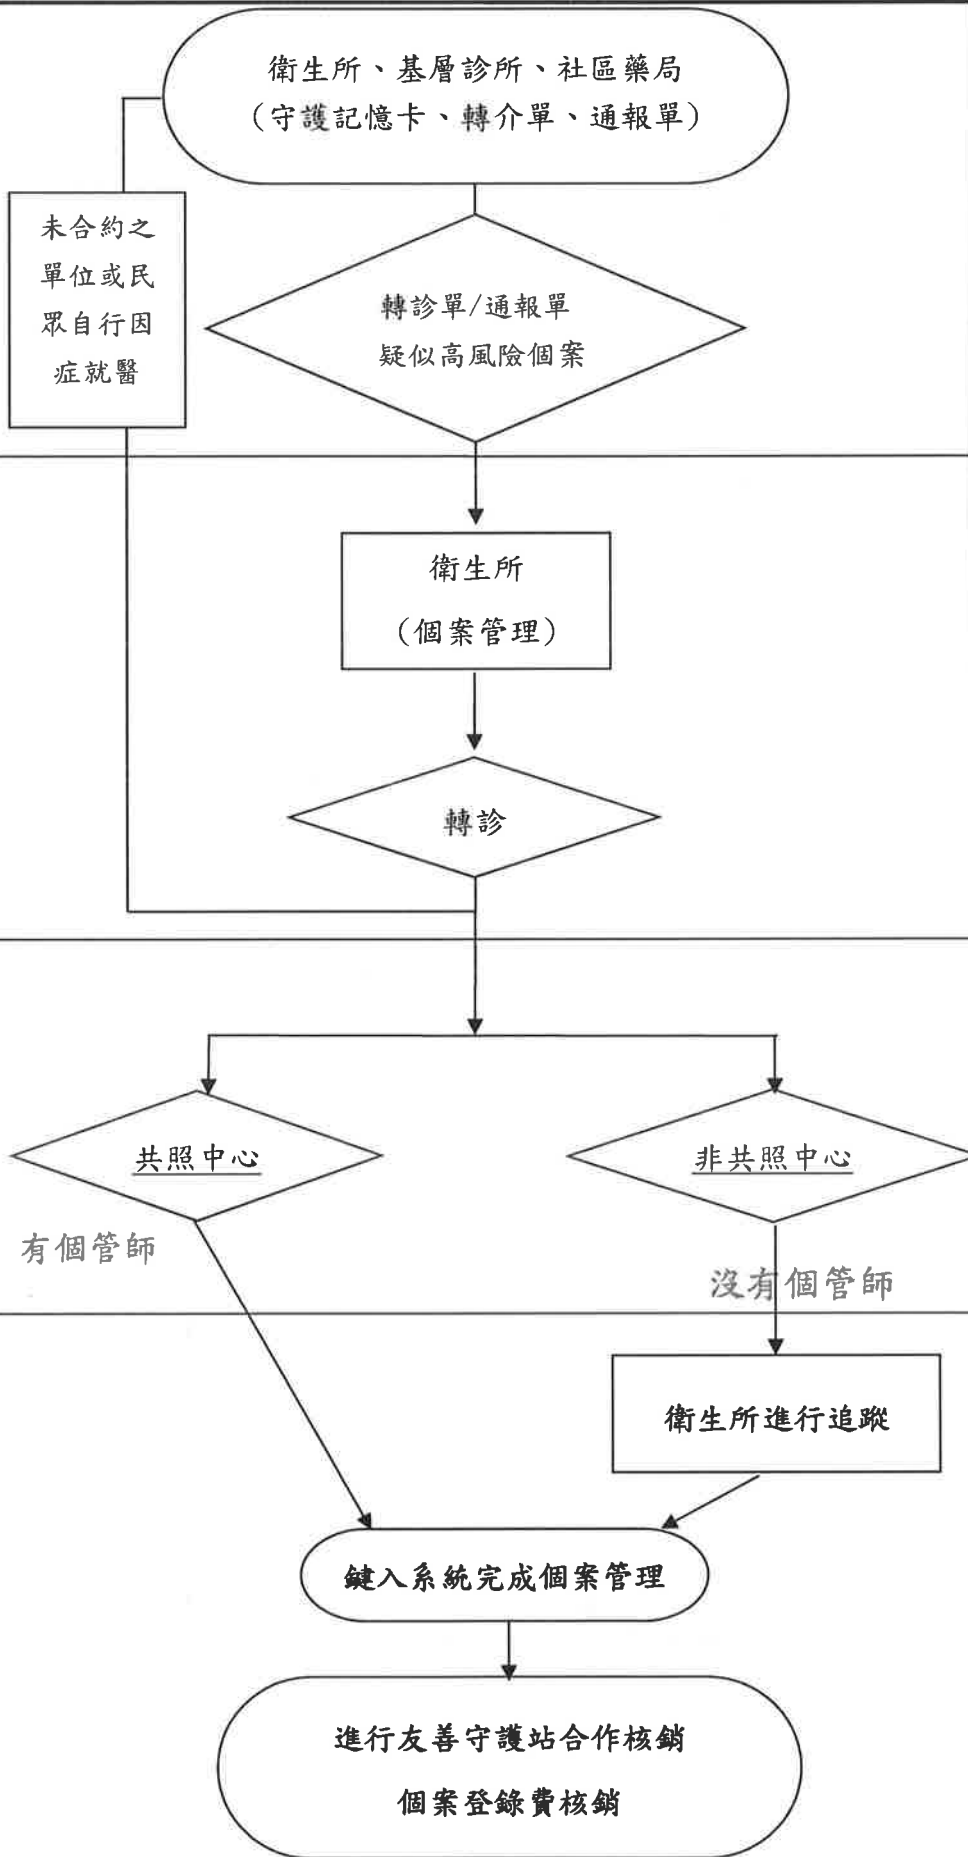 衛生所、基層診所、社區藥局
(守護記憶卡、轉介單、通報單)
未合約之
單位或民
眾自行因
症就醫
轉診單/通報單
疑似高風險個案
衛生所
(個案管理)
轉診
共照中心
非共照中心
有個管師
沒有個管師
衛生所進行追蹤
鍵入系統完成個案管理
進行友善守護站合作核銷
個案登錄費核銷